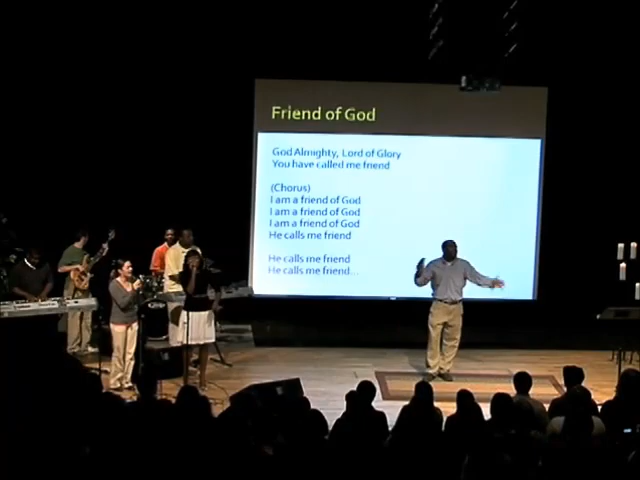 Friend of God
God Almighty, Lord of Glory
You have called me friend
(Chorus)
I am a friend of God
I am a friend of God
I am a friend of God
He calls me friend
He calls me friend
He calls me friend...